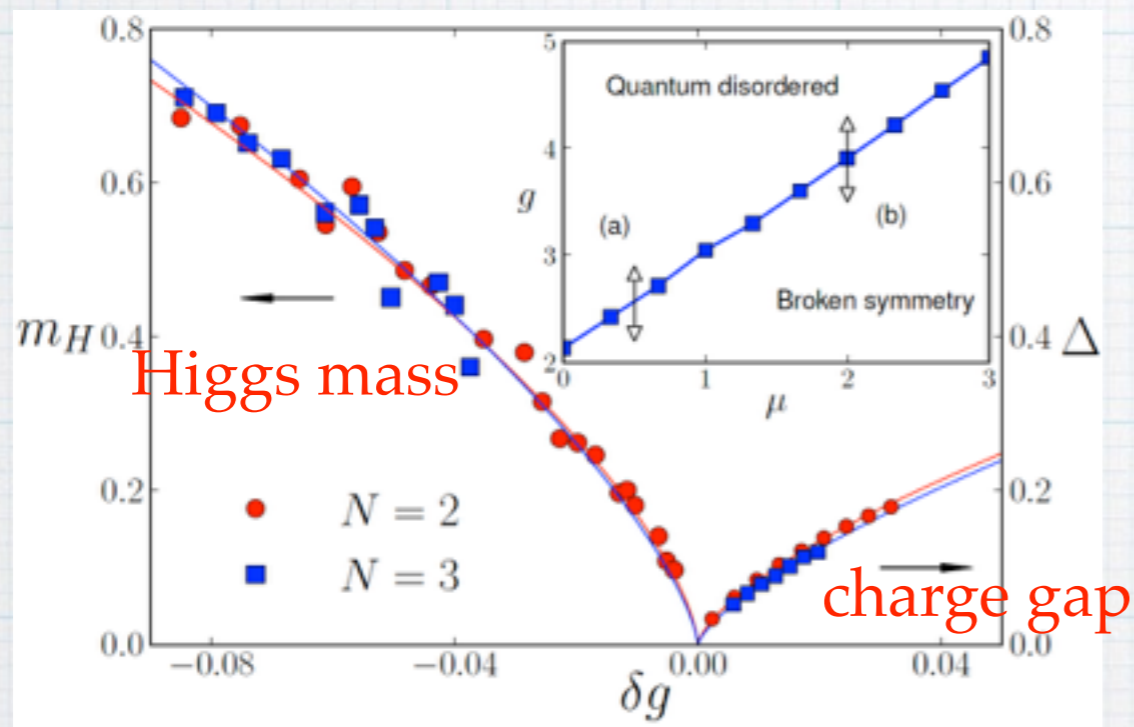 0.8
0.6
0.4
0.2
0.0
m_H
Higgs mass
N = 2
N = 3
−0.08
−0.04
0.00
0.04
δg
0.8
0.6
0.4
0.2
0.0
Δ
charge gap
5
4
3
2
g
Quantum disordered
(a)
(b)
Broken symmetry
0
1
2
3
μ